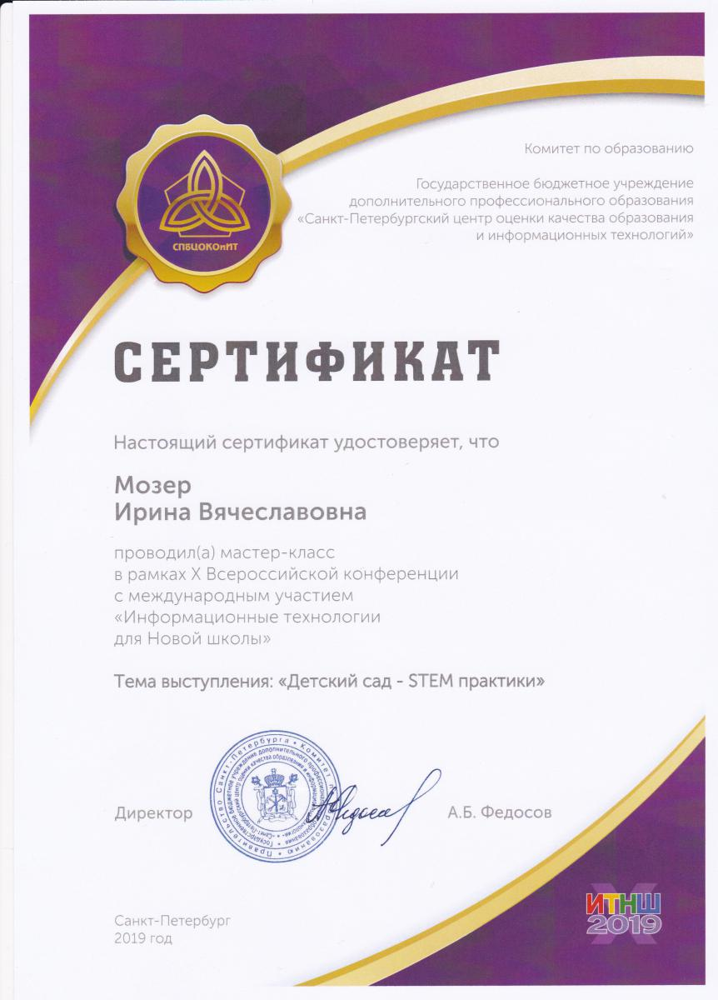 Комитет по образованию
Государственное бюджетное учреждение
дополнительного профессионального образования
«Санкт-Петербургский центр оценки качества образования
и информационных технологий»
СПбЦОКОиИТ
СЕРТИФИКАТ
Настоящий сертификат удостоверяет, что
Мозер
Ирина Вячеславовна
проводил(а) мастер-класс
в рамках X Всероссийской конференции
с международным участием
«Информационные технологии
для Новой школы»
Тема выступления: «Детский сад - STEM практики»
Директор
А.Б. Федосов
Санкт-Петербург
2019 год
ИТНШ
2019